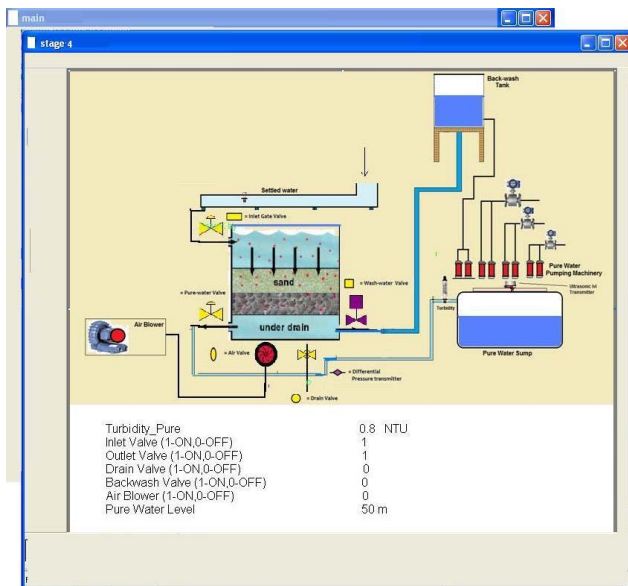 main
stage 4
Back-wash
Tank
Settled water
= Inlet Gate Valve
sand
= Wash-water Valve
Pure Water
Pumping Machinery
= Pure-water Valve
Ultrasonic lvl
Transmitter
Turbidity
under drain
Air Blower
Pure Water Sump
= Air Valve
= Differential
Pressure transmitter
= Drain Valve
Turbidity_Pure 0.8 NTU
Inlet Valve (1-ON,0-OFF) 1
Outlet Valve (1-ON,0-OFF) 1
Drain Valve (1-ON,0-OFF) 0
Backwash Valve (1-ON,0-OFF) 0
Air Blower (1-ON,0-OFF) 0
Pure Water Level 50 m